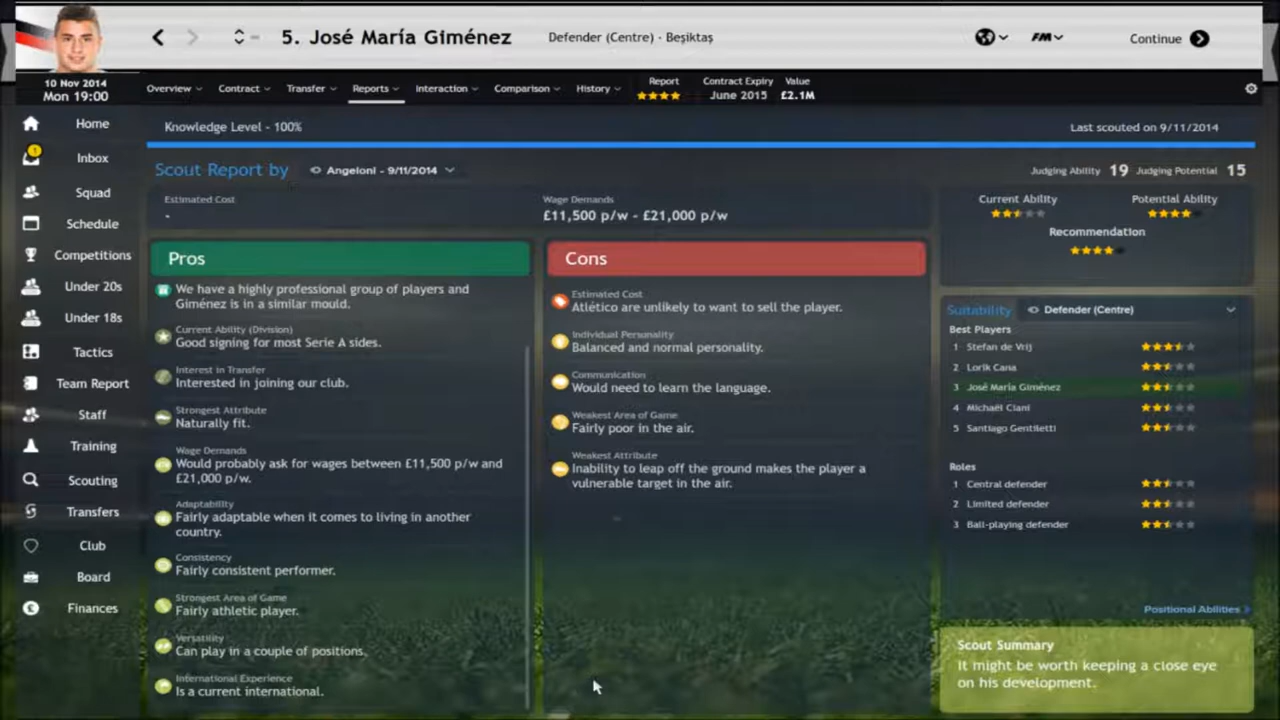 5. José María Giménez
Defender (Centre) - Beşiktaş
FM
Continue
10 Nov 2014
Mon 19:00
Overview
Contract
Transfer
Reports
Interaction
Comparison
History
Report
Contract Expiry
June 2015
Value
£2.1M
Home
1
Inbox
Squad
Schedule
Competitions
Under 20s
Under 18s
Tactics
Team Report
Staff
Training
Scouting
Transfers
Club
Board
Finances
Knowledge Level - 100%
Last scouted on 9/11/2014
Scout Report by
Angeloni - 9/11/2014
Judging Ability 19 Judging Potential 15
Estimated Cost
-
Wage Demands
£11,500 p/w - £21,000 p/w
Pros
We have a highly professional group of players and
Giménez is in a similar mould.
Current Ability (Division)
Good signing for most Serie A sides.
Interest in Transfer
Interested in joining our club.
Strongest Attribute
Naturally fit.
Wage Demands
Would probably ask for wages between £11,500 p/w and
£21,000 p/w.
Adaptability
Fairly adaptable when it comes to living in another
country.
Consistency
Fairly consistent performer.
Strongest Area of Game
Fairly athletic player.
Versatility
Can play in a couple of positions.
International Experience
Is a current international.
Cons
Estimated Cost
Atlético are unlikely to want to sell the player.
Individual Personality
Balanced and normal personality.
Communication
Would need to learn the language.
Weakest Area of Game
Fairly poor in the air.
Weakest Attribute
Inability to leap off the ground makes the player a
vulnerable target in the air.
Current Ability
Potential Ability
Recommendation
Suitability
Defender (Centre)
Best Players
1 Stefan de Vrij
2 Lorik Cana
3 José María Giménez
4 Michaël Ciani
5 Santiago Gentiletti
Roles
1 Central defender
2 Limited defender
3 Ball-playing defender
Positional Abilities
Scout Summary
It might be worth keeping a close eye
on his development.